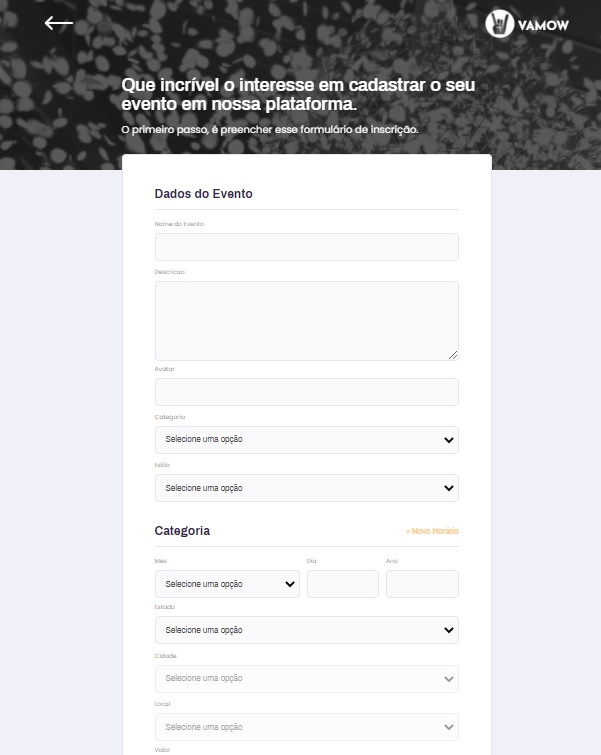 VAMOW
Que incrível o interesse em cadastrar o seu
evento em nossa plataforma.
O primeiro passo, é preencher esse formulário de inscrição.
Dados do Evento
Nome do Evento
Descricao
Avatar
Categoria
Selecione uma opção
Estilo
Selecione uma opção
Categoria
+ Novo Horário
Mes
Dia
Ano
Selecione uma opção
Estado
Selecione uma opção
Cidade
Selecione uma opção
Local
Selecione uma opção
Valor